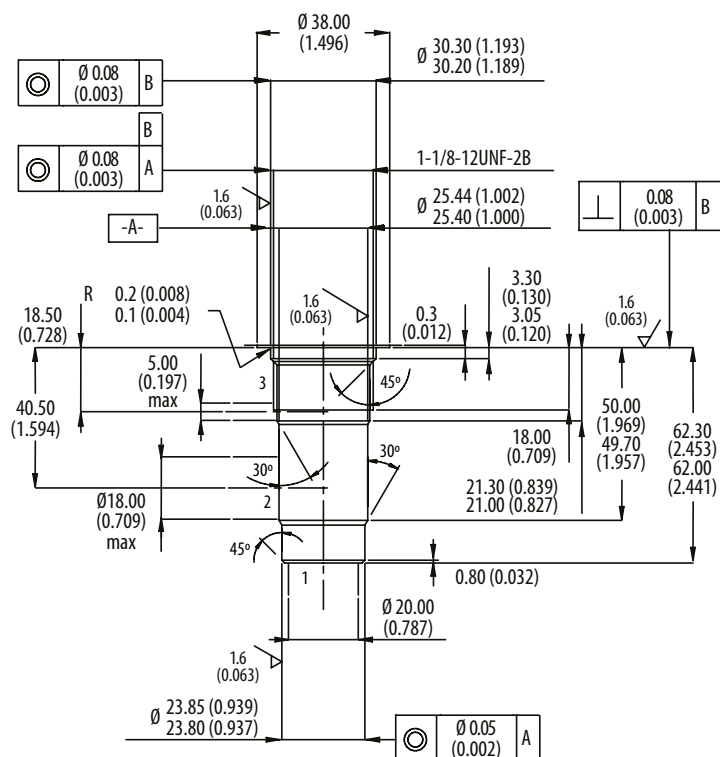 Ø 38.00
(1.496)
Ø 30.30 (1.193)
30.20 (1.189)
Ø 0.08
(0.003)
B
B
Ø 0.08
(0.003)
A
1-1/8-12UNF-2B
1.6
(0.063)
Ø 25.44 (1.002)
25.40 (1.000)
0.08
(0.003)
B
-A-
R 0.2 (0.008)
0.1 (0.004)
18.50
(0.728)
1.6
(0.063)
0.3
(0.012)
3.30
(0.130)
3.05
(0.120)
1.6
(0.063)
5.00
(0.197)
max
3
45º
40.50
(1.594)
18.00
(0.709)
50.00
(1.969)
49.70
(1.957)
62.30
(2.453)
62.00
(2.441)
30º
30º
Ø18.00
(0.709)
max
2
21.30 (0.839)
21.00 (0.827)
45º
1
0.80 (0.032)
Ø 20.00
(0.787)
1.6
(0.063)
Ø 23.85 (0.939)
23.80 (0.937)
Ø 0.05
(0.002)
A